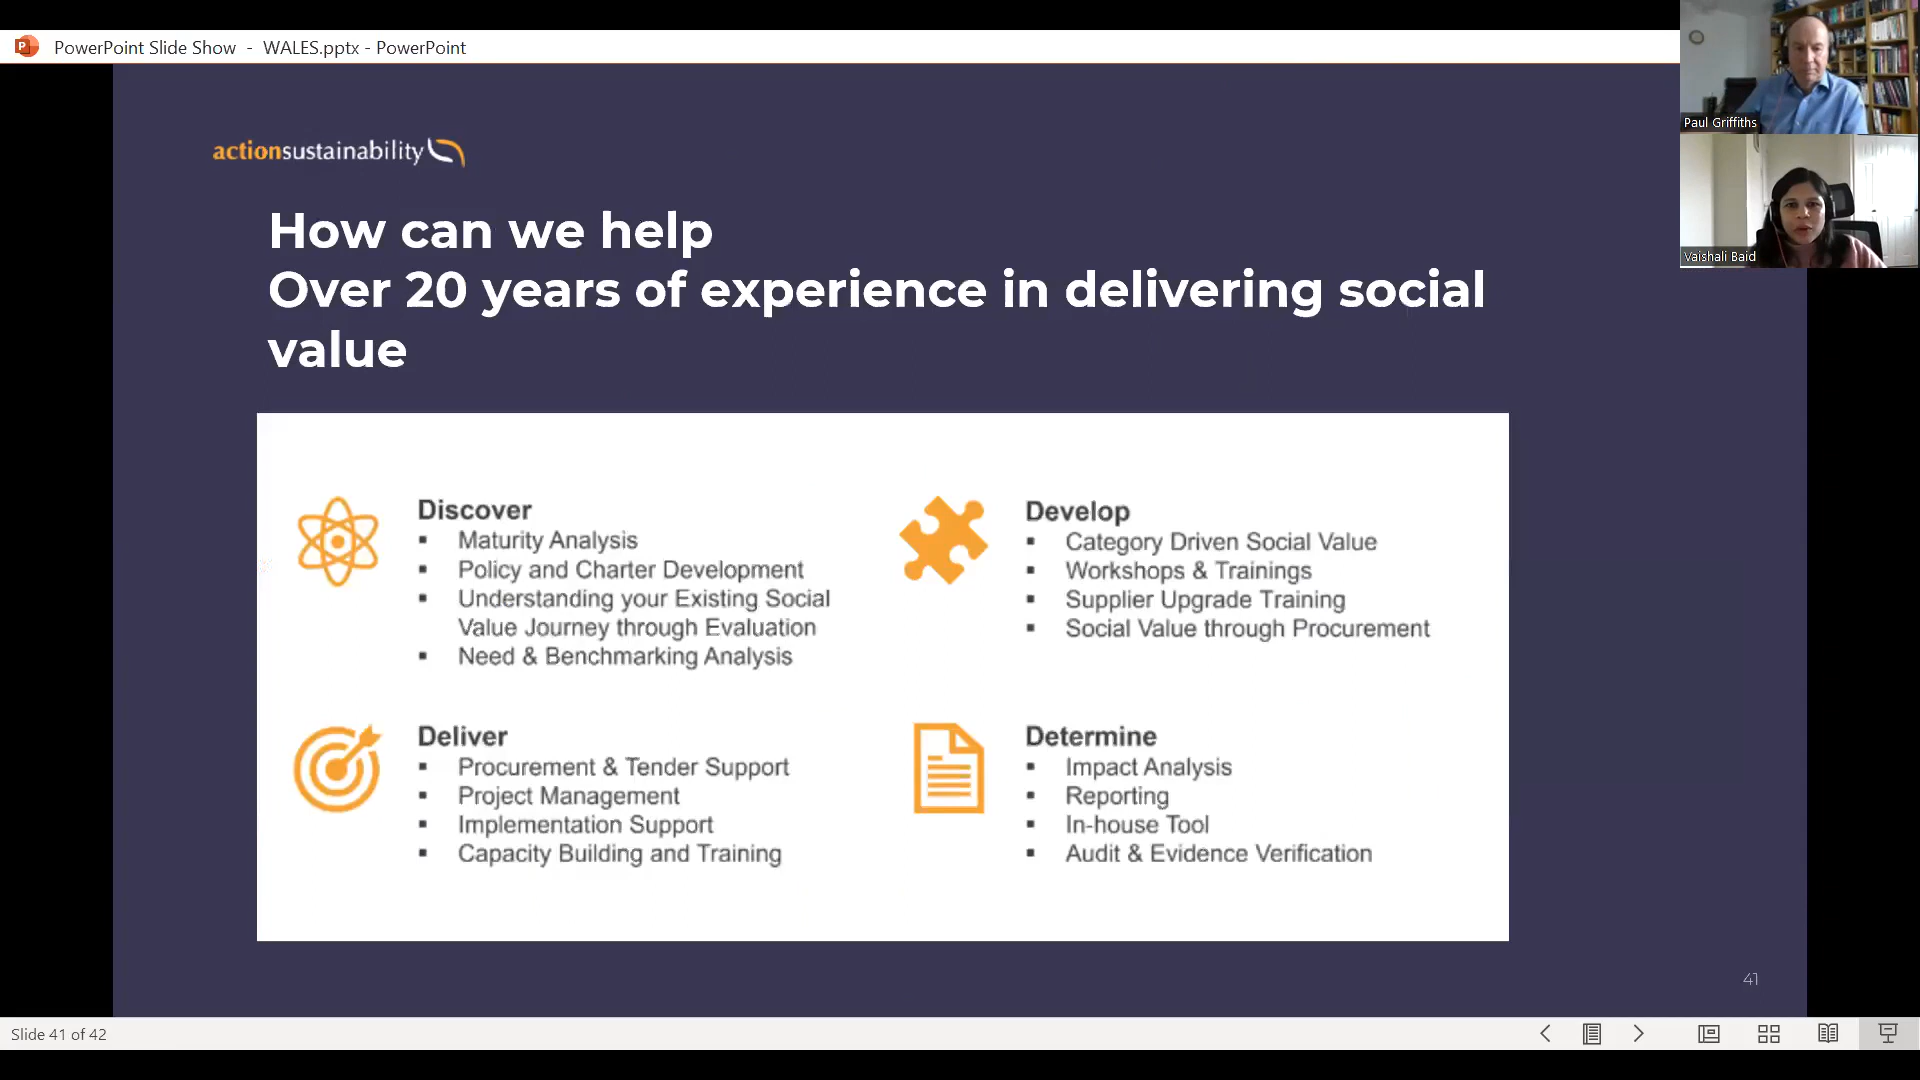 PowerPoint Slide Show - WALES.pptx - PowerPoint
Paul Griffiths
Vaishali Baid
actionsustainability
How can we help
Over 20 years of experience in delivering social
value
Discover
▪ Maturity Analysis
▪ Policy and Charter Development
▪ Understanding your Existing Social
Value Journey through Evaluation
▪ Need & Benchmarking Analysis
Develop
▪ Category Driven Social Value
▪ Workshops & Trainings
▪ Supplier Upgrade Training
▪ Social Value through Procurement
Deliver
▪ Procurement & Tender Support
▪ Project Management
▪ Implementation Support
▪ Capacity Building and Training
Determine
▪ Impact Analysis
▪ Reporting
▪ In-house Tool
▪ Audit & Evidence Verification
41
Slide 41 of 42